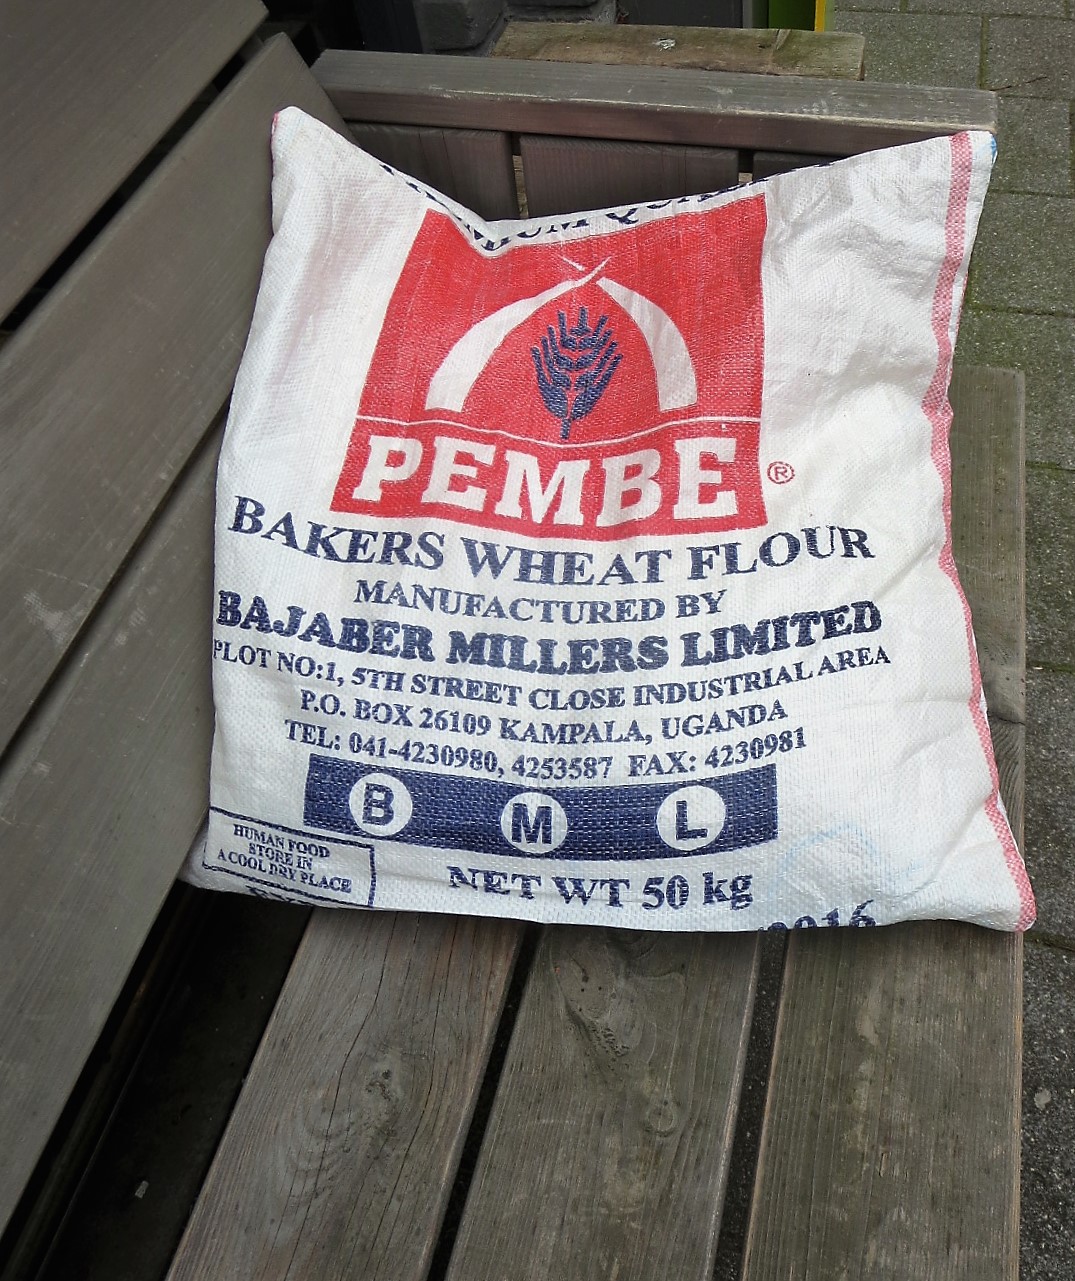 PEMBE ®
BAKERS WHEAT FLOUR
MANUFACTURED BY
BAJABER MILLERS LIMITED
PLOT NO:1, 5TH STREET CLOSE INDUSTRIAL AREA
P.O. BOX 26109 KAMPALA, UGANDA
TEL: 041-4230980, 4253587 FAX: 4230981
B M L
HUMAN FOOD
STORE IN
A COOL DRY PLACE
NET WT 50 kg